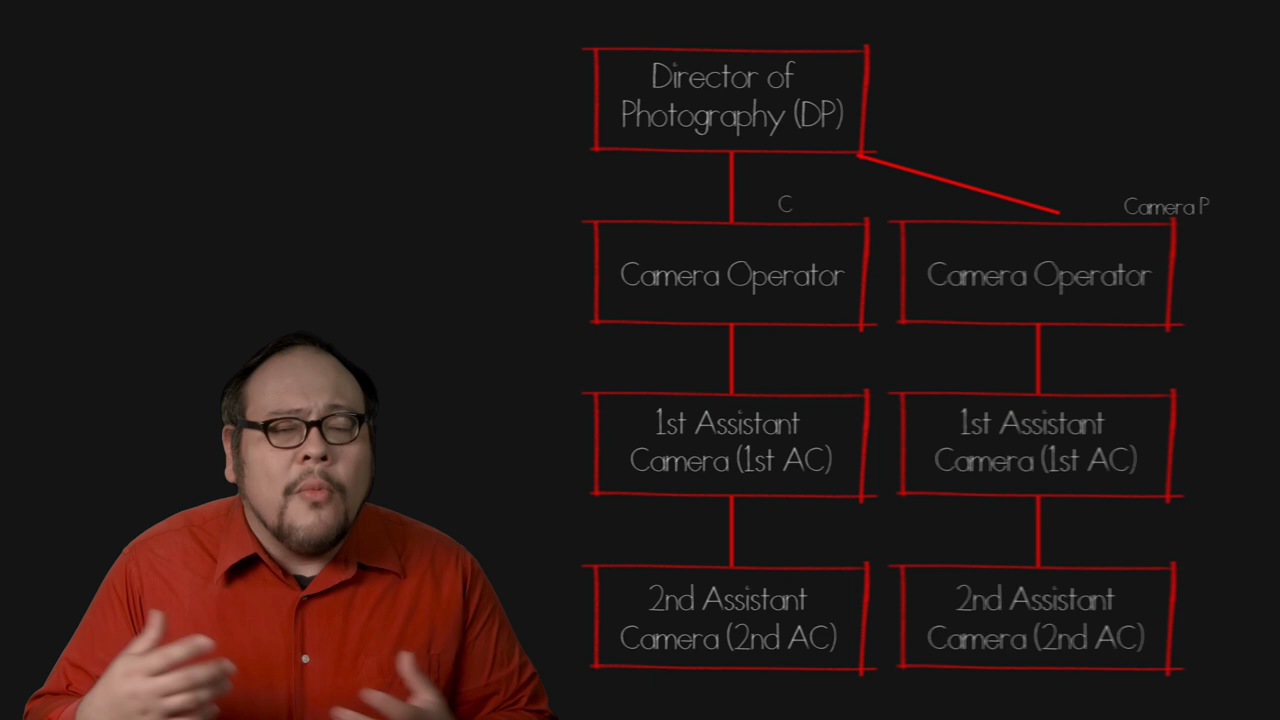 Director of
Photography (DP)
C
Camera P
Camera Operator
Camera Operator
1st Assistant
Camera (1st AC)
1st Assistant
Camera (1st AC)
2nd Assistant
Camera (2nd AC)
2nd Assistant
Camera (2nd AC)